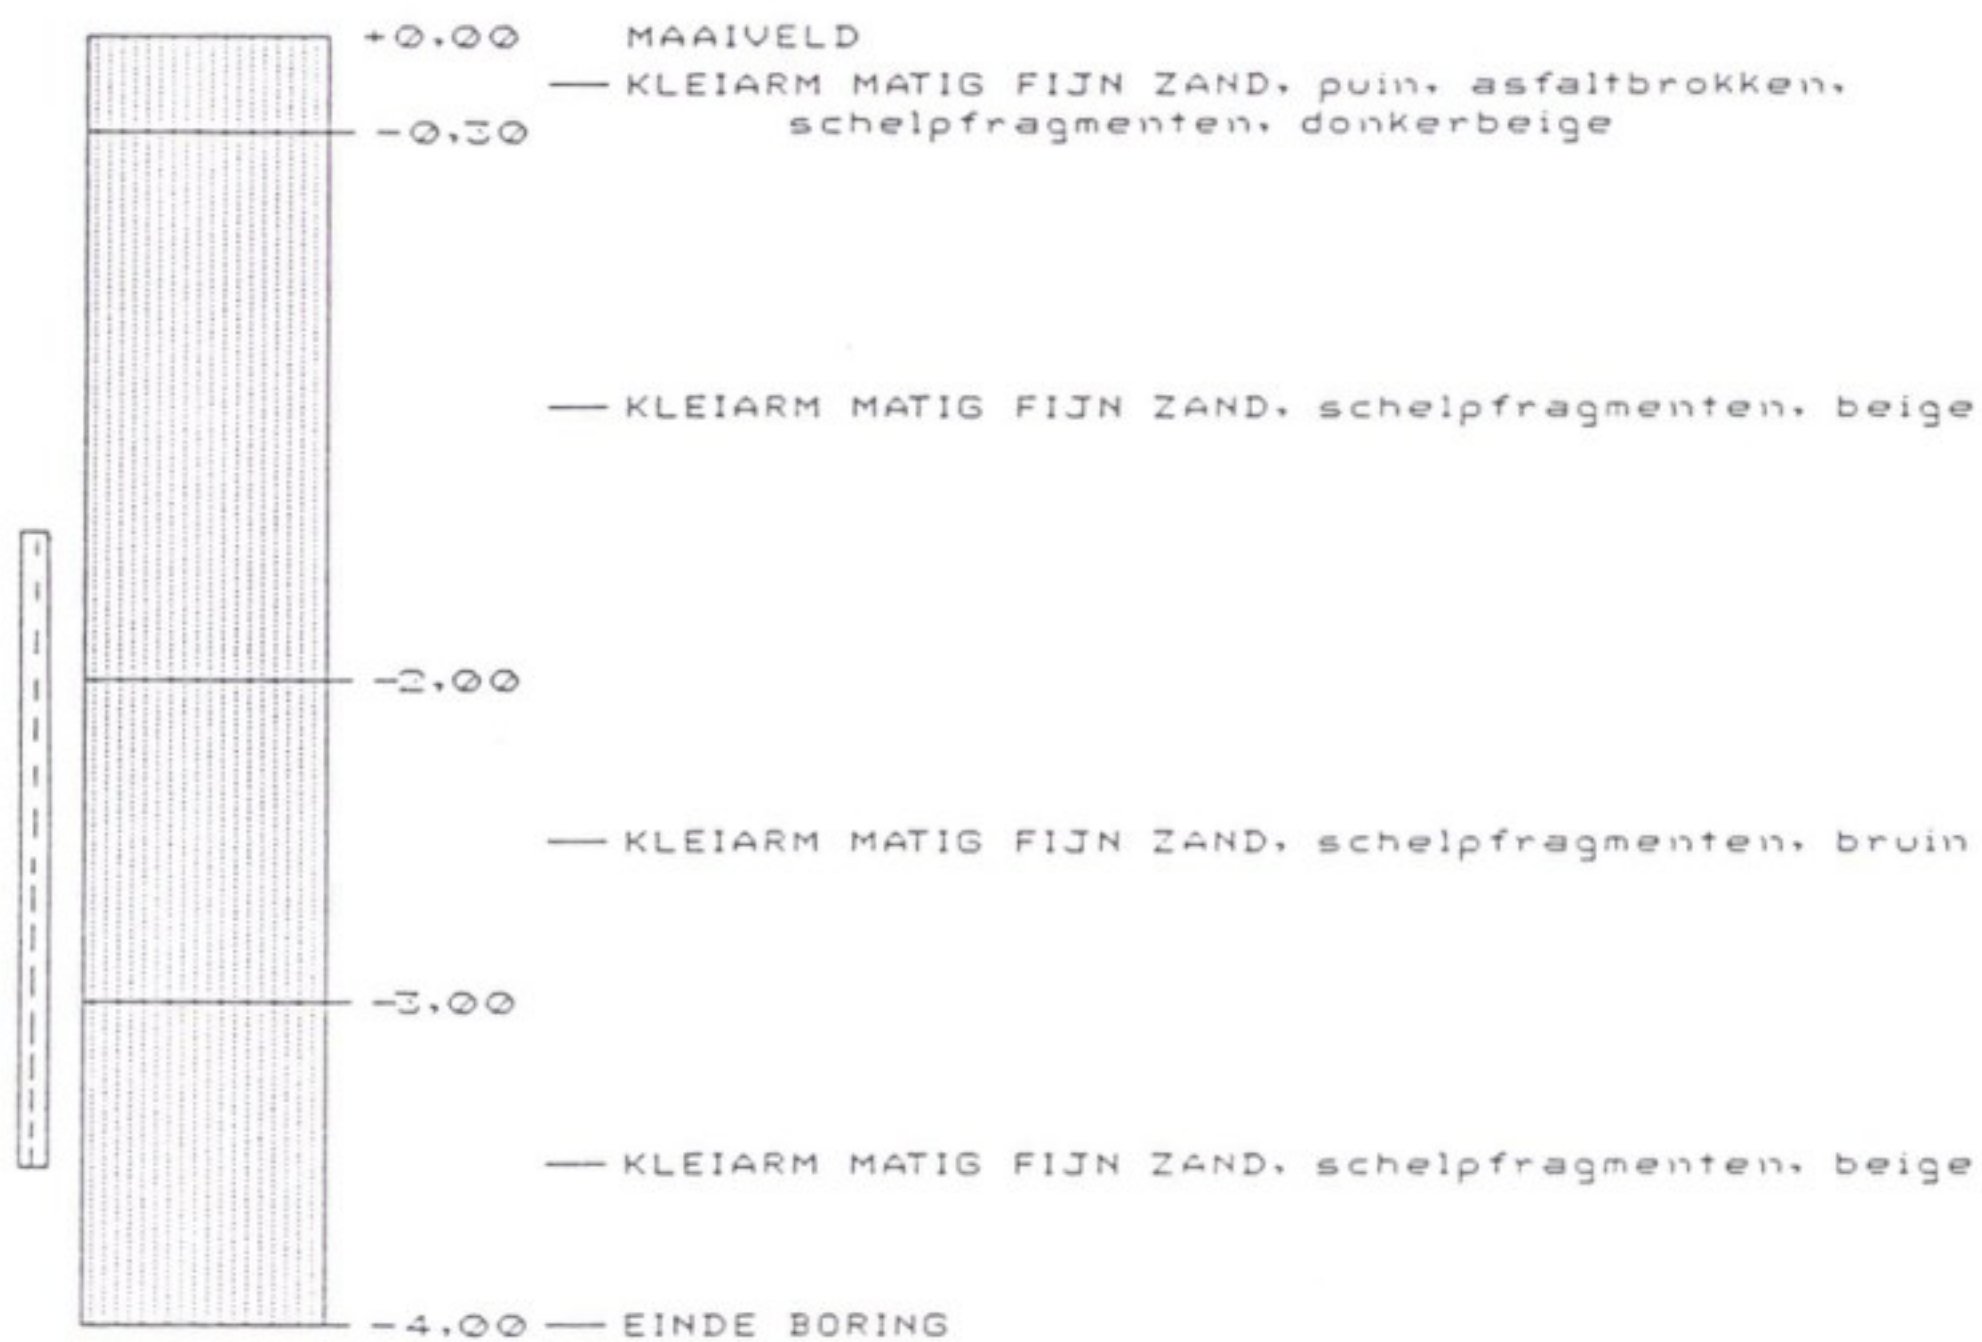 +0.00 MAAIVELD
KLEIARM MATIG FIJN ZAND, puin, asfaltbrokken,
-0.30 schelpfragmenten, donkerbeige
KLEIARM MATIG FIJN ZAND, schelpfragmenten, beige
-2.00
KLEIARM MATIG FIJN ZAND, schelpfragmenten, bruin
-3.00
KLEIARM MATIG FIJN ZAND, schelpfragmenten, beige
-4.00 EINDE BORING